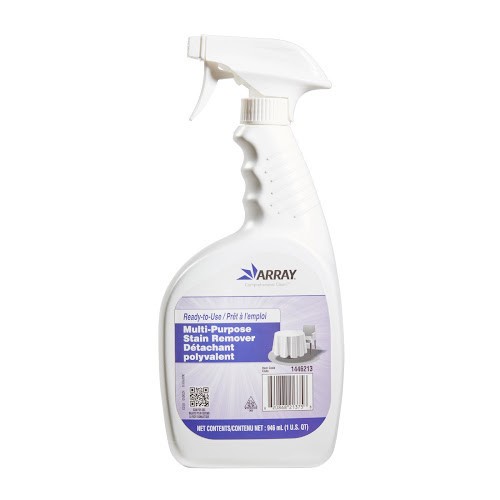 ARRAY
Ready-to-Use / Prêt à l'emploi
Multi-Purpose
Stain Remover
Détachant
polyvalent
1446213
NET CONTENTS/CONTENU NET : 946 mL (1 U.S. QT)